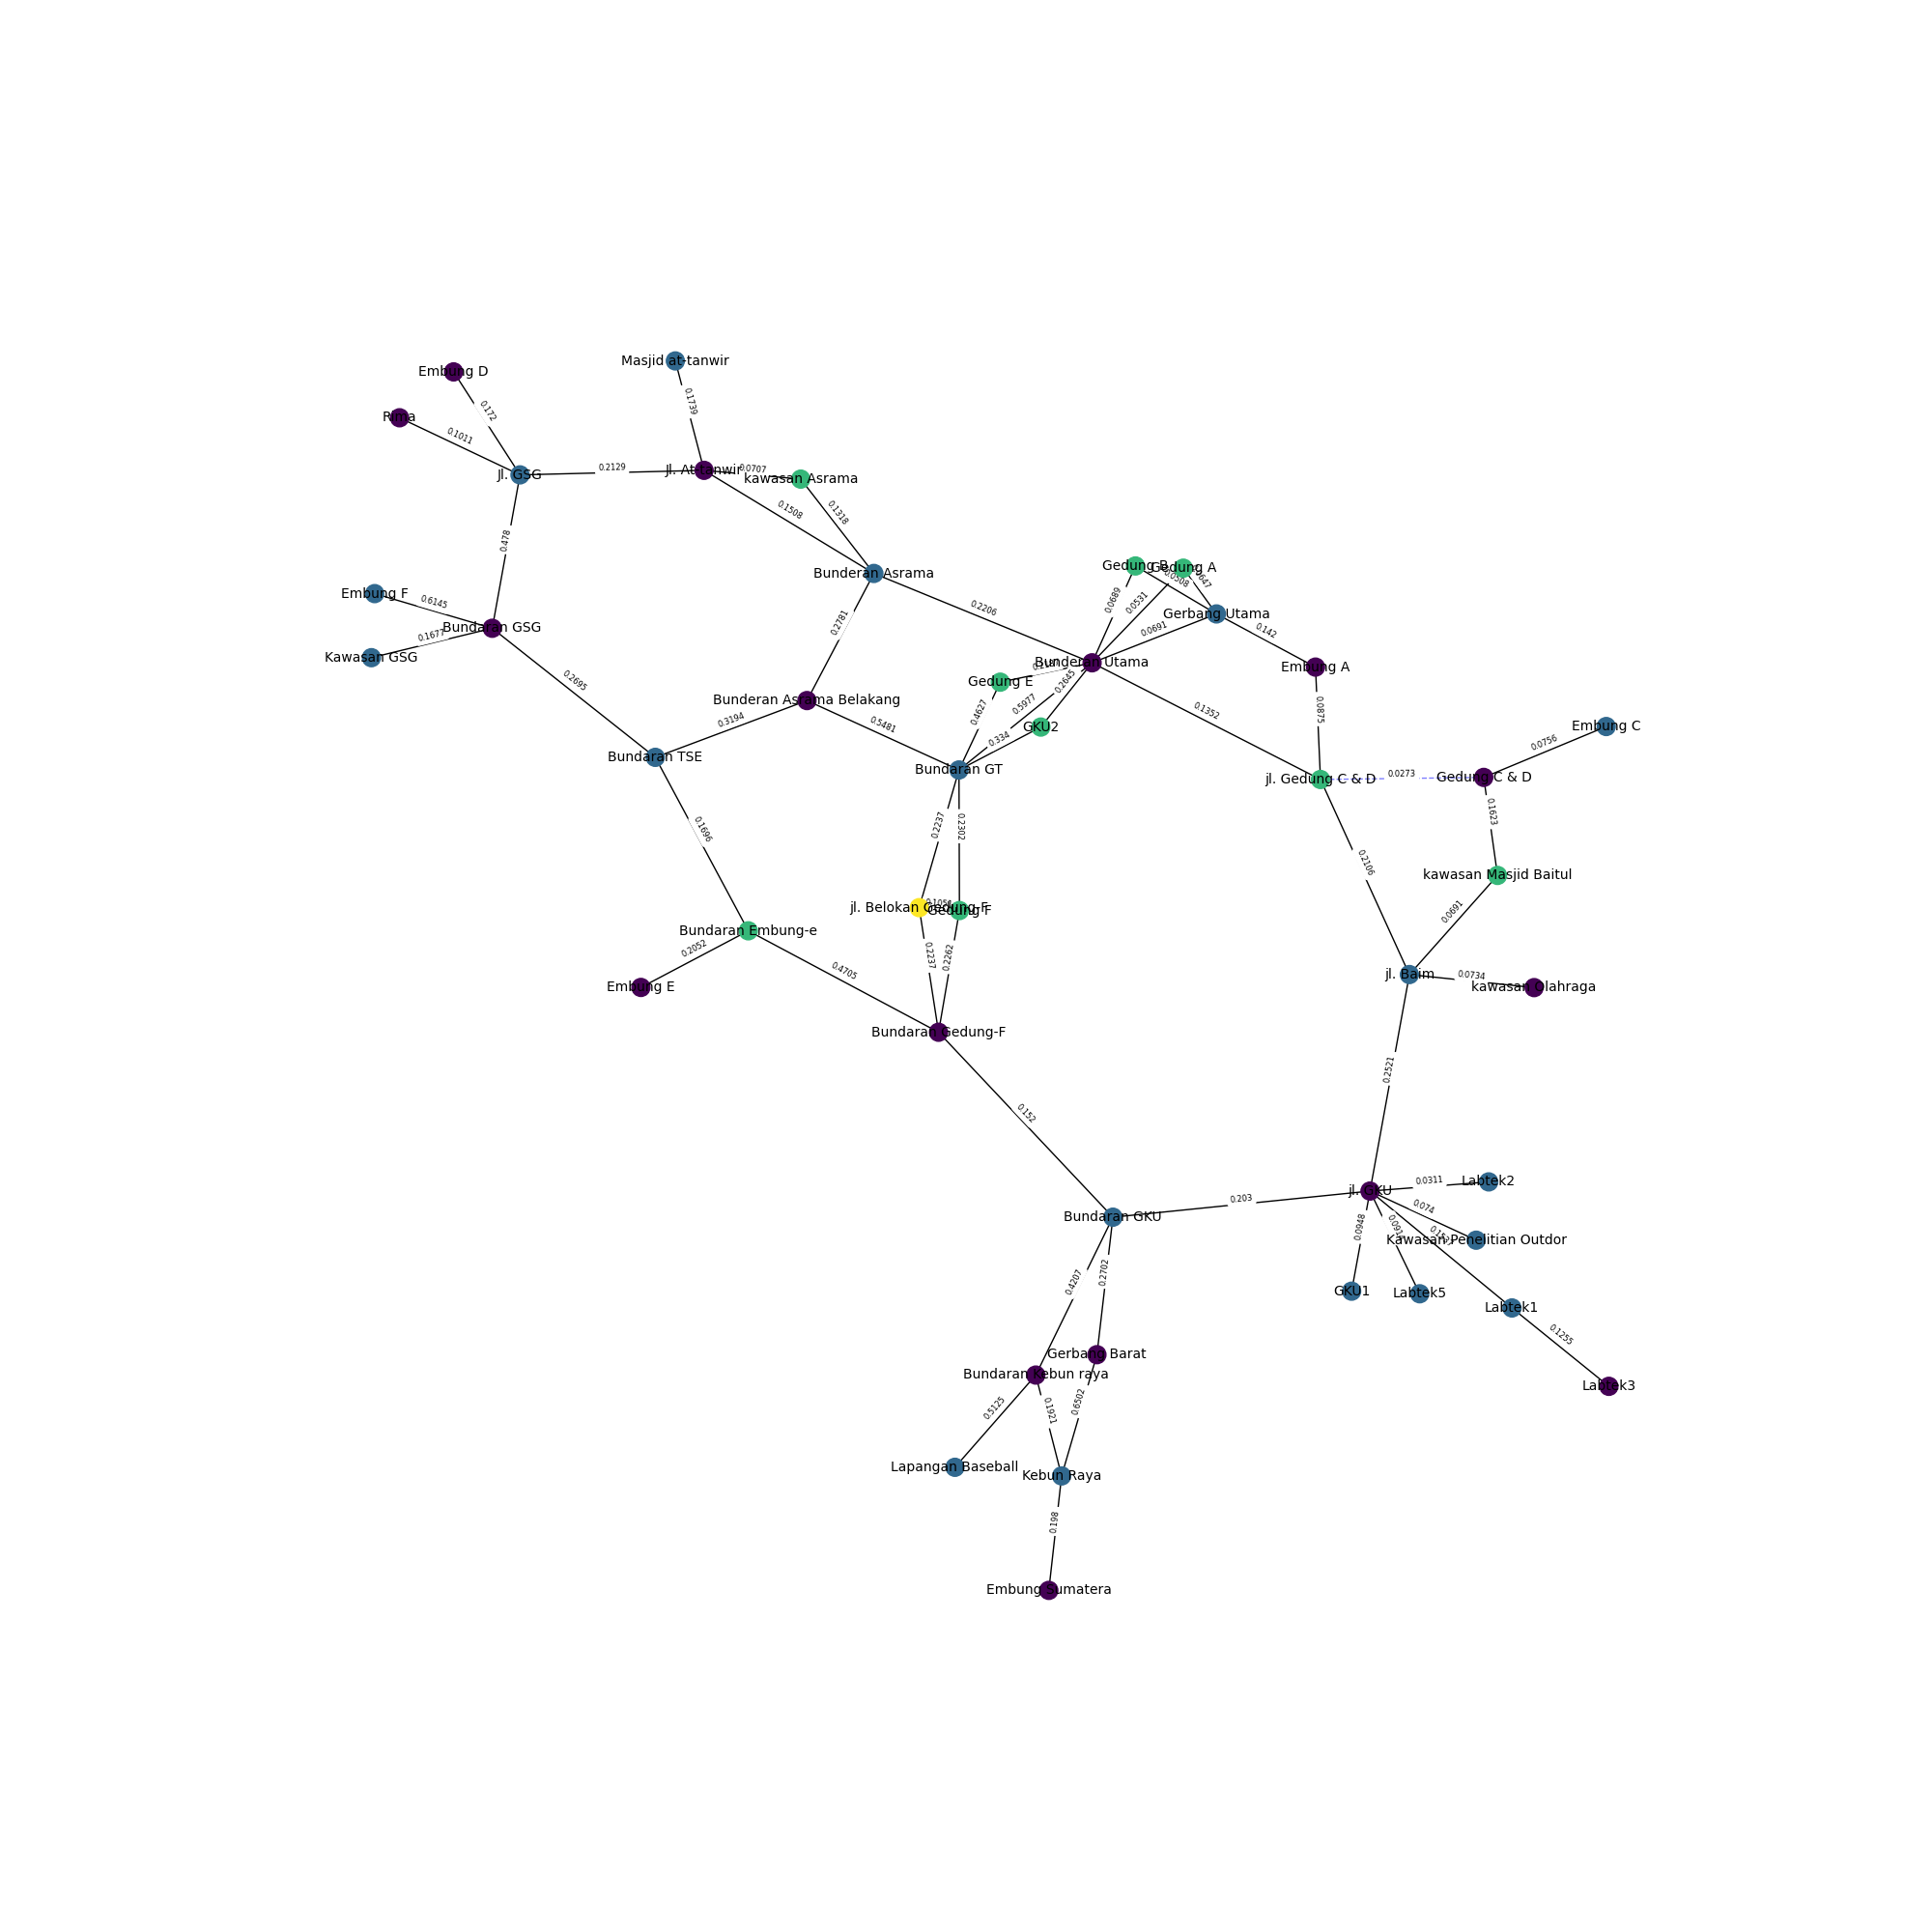 Masjid at-tanwir
Embung D
0.172
0.1739
Rima
0.1011
Jl. GSG
0.2129
Jl. At-tanwir
0.0707
kawasan Asrama
0.1508
0.1318
0.478
Gedung B
Gedung A
Bunderan Asrama
0.0508
Embung F
0.6145
0.0689
0.0531
0.2206
Gerbang Utama
0.2781
Bundaran GSG
0.1677
0.0691
0.142
Kawasan GSG
Bunderan Utama
Embung A
0.2695
Gedung E
0.2645
Bunderan Asrama Belakang
0.5977
0.4627
0.1352
0.0875
0.3194
0.5481
GKU2
Embung C
0.334
0.0756
Bundaran TSE
Bundaran GT
jl. Gedung C & D
0.0273
Gedung C & D
0.1696
0.2237
0.2302
0.1623
0.2106
kawasan Masjid Baitul
jl. Belokan Gedung-F
Gedung-F
0.0691
Bundaran Embung-e
0.2052
0.2237
0.2262
0.4705
jl. Baim
0.0734
Embung E
kawasan Olahraga
Bundaran Gedung-F
0.2521
0.152
Labtek2
0.0311
jl. GKU
0.203
0.074
Bundaran GKU
0.0948
Kawasan Penelitian Outdor
0.4207
0.2702
GKU1
Labtek5
Labtek1
0.1255
Gerbang Barat
Bundaran Kebun raya
Labtek3
0.5125
0.1921
0.6502
Lapangan Baseball
Kebun Raya
0.198
Embung Sumatera